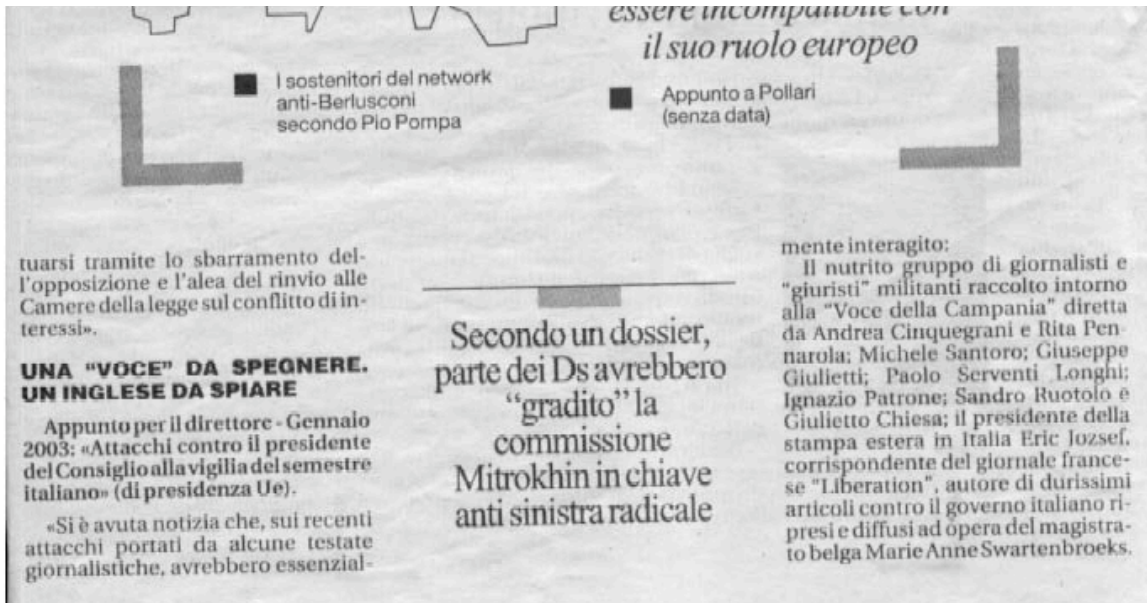 essere incompatibile con
il suo ruolo europeo
I sostenitori del network
anti-Berlusconi
secondo Pio Pompa
Appunto a Pollari
(senza data)
tuarsi tramite lo sbarramento del-
l'opposizione e l'alea del rinvio alle
Camere della legge sul conflitto di in-
teressi».
UNA "VOCE" DA SPEGNERE.
UN INGLESE DA SPIARE
Appunto per il direttore - Gennaio
2003: «Attacchi contro il presidente
del Consiglio alla vigilia del semestre
italiano» (di presidenza Ue).
«Si è avuta notizia che, sui recenti
attacchi portati da alcune testate
giornalistiche, avrebbero essenzial-
Secondo un dossier,
parte dei Ds avrebbero
"gradito" la
commissione
Mitrokhin in chiave
anti sinistra radicale
mente interagito:
Il nutrito gruppo di giornalisti e
"giuristi" militanti raccolto intorno
alla "Voce della Campania" diretta
da Andrea Cinquegrani e Rita Pen-
narola; Michele Santoro; Giuseppe
Giulietti; Paolo Serventi Longhi;
Ignazio Patrone; Sandro Ruotolo e
Giulietto Chiesa; il presidente della
stampa estera in Italia Eric Jozsef,
corrispondente del giornale france-
se "Liberation", autore di durissimi
articoli contro il governo italiano ri-
presi e diffusi ad opera del magistra-
to belga Marie Anne Swartenbroeks.